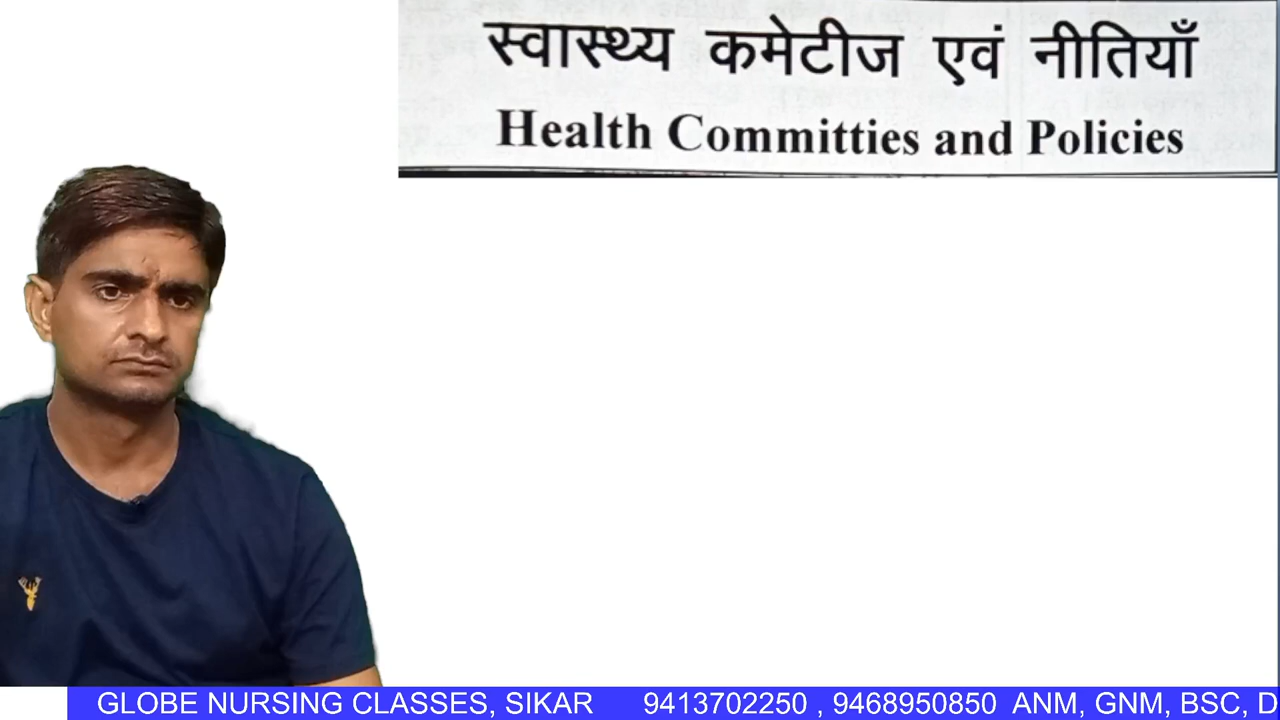 स्वास्थ्य कमेटीज एवं नीतियाँ
Health Committies and Policies
GLOBE NURSING CLASSES, SIKAR 9413702250 , 9468950850 ANM, GNM, BSC, D